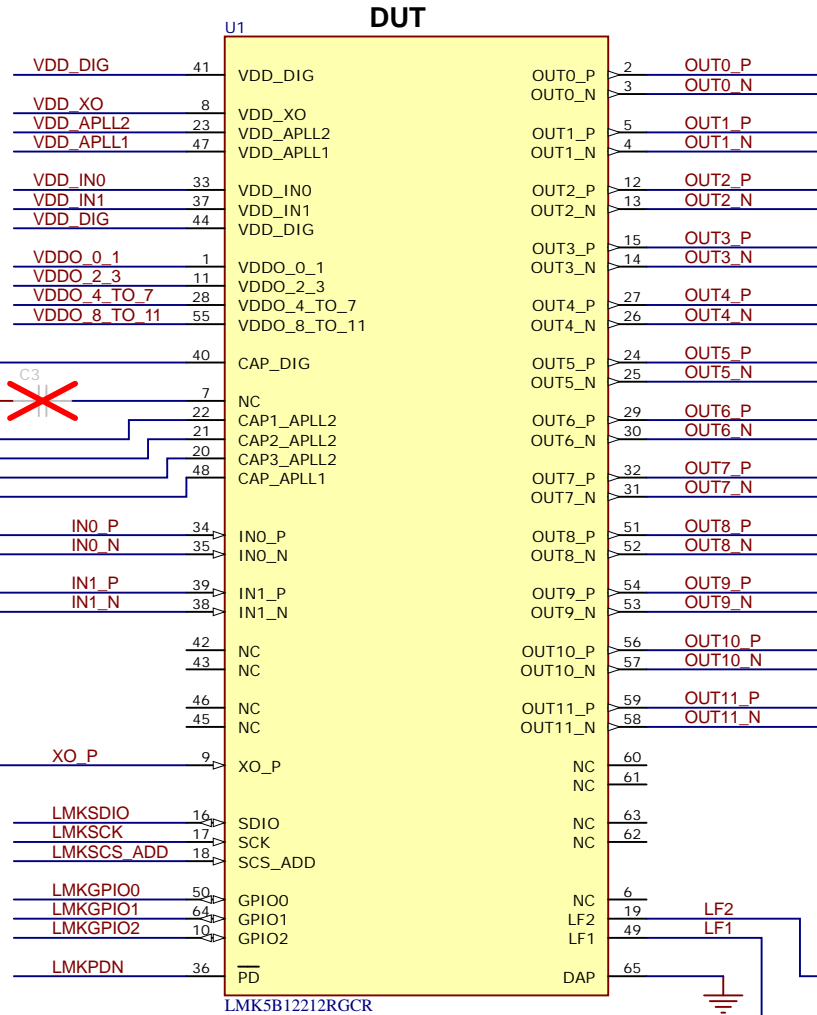 DUT
U1
VDD_DIG 41 VDD_DIG OUT0_P 2 OUT0_P
OUT0_N 3 OUT0_N
VDD_XO 8 VDD_XO
VDD_APLL2 23 VDD_APLL2 OUT1_P 5 OUT1_P
VDD_APLL1 47 VDD_APLL1 OUT1_N 4 OUT1_N
VDD_IN0 33 VDD_IN0 OUT2_P 12 OUT2_P
VDD_IN1 37 VDD_IN1 OUT2_N 13 OUT2_N
VDD_DIG 44 VDD_DIG
OUT3_P 15 OUT3_P
VDDO_0_1 1 VDDO_0_1 OUT3_N 14 OUT3_N
VDDO_2_3 11 VDDO_2_3
VDDO_4_TO_7 28 VDDO_4_TO_7 OUT4_P 27 OUT4_P
VDDO_8_TO_11 55 VDDO_8_TO_11 OUT4_N 26 OUT4_N
40 CAP_DIG OUT5_P 24 OUT5_P
C3 OUT5_N 25 OUT5_N
7 NC
22 CAP1_APLL2 OUT6_P 29 OUT6_P
21 CAP2_APLL2 OUT6_N 30 OUT6_N
20 CAP3_APLL2
48 CAP_APLL1 OUT7_P 32 OUT7_P
OUT7_N 31 OUT7_N
IN0_P 34 IN0_P OUT8_P 51 OUT8_P
IN0_N 35 IN0_N OUT8_N 52 OUT8_N
IN1_P 39 IN1_P OUT9_P 54 OUT9_P
IN1_N 38 IN1_N OUT9_N 53 OUT9_N
42 NC OUT10_P 56 OUT10_P
43 NC OUT10_N 57 OUT10_N
46 NC OUT11_P 59 OUT11_P
45 NC OUT11_N 58 OUT11_N
XO_P 9 XO_P NC 60
NC 61
LMKSDIO 16 SDIO NC 63
LMKSCK 17 SCK NC 62
LMKSCS_ADD 18 SCS_ADD
LMKGPIO0 50 GPIO0 NC 6
LMKGPIO1 64 GPIO1 LF2 19 LF2
LMKGPIO2 10 GPIO2 LF1 49 LF1
LMKPDN 36 PD DAP 65
LMK5B12212RGCR